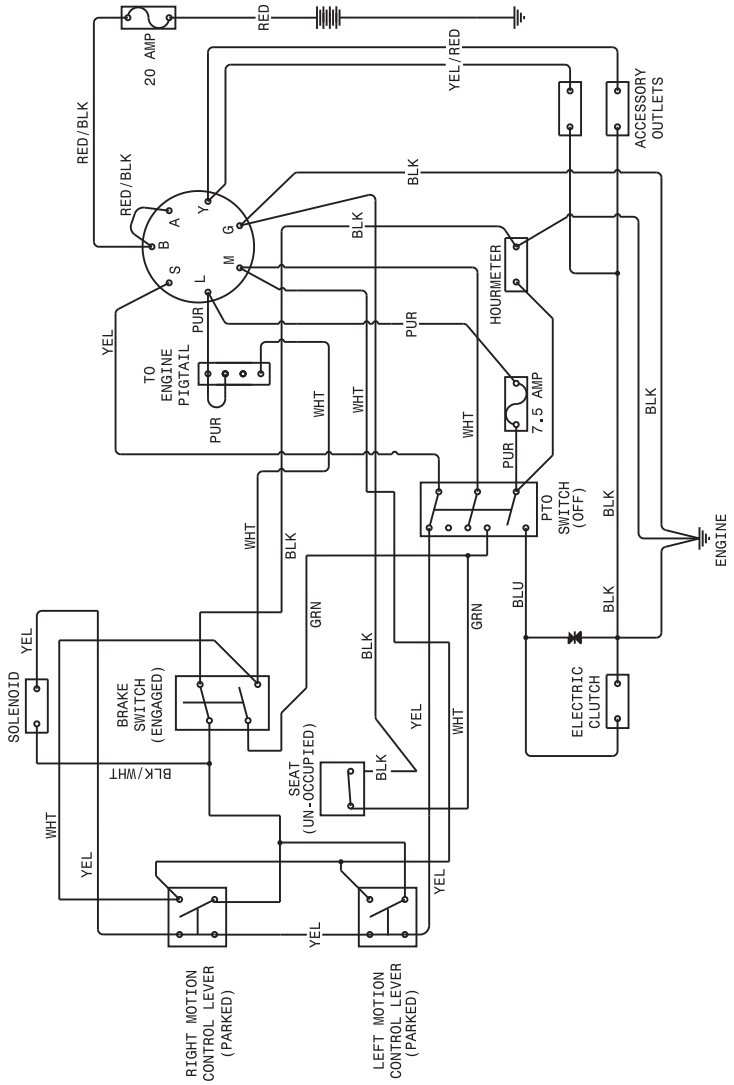 RED
20 AMP
YEL/RED
RED/BLK
ACCESSORY
OUTLETS
RED/BLK
BLK
A
Y
B
G
BLK
S
M
L
HOURMETER
PUR
YEL
PUR
TO
ENGINE
PIGTAIL
WHT
WHT
7.5 AMP
BLK
PUR
WHT
PUR
PTO
SWITCH
(OFF)
BLK
WHT
BLK
ENGINE
GRN
GRN
BLU
BLK
YEL
BLK
SOLENOID
BRAKE
SWITCH
(ENGAGED)
ELECTRIC
CLUTCH
YEL
WHT
BLK/WHT
SEAT
(UN-OCCUPIED)
BLK
WHT
YEL
YEL
YEL
RIGHT MOTION
CONTROL LEVER
(PARKED)
LEFT MOTION
CONTROL LEVER
(PARKED)